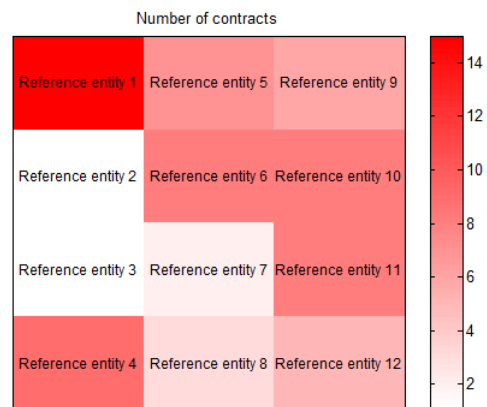 Number of contracts
Reference entity 1 Reference entity 5 Reference entity 9
Reference entity 2 Reference entity 6 Reference entity 10
Reference entity 3 Reference entity 7 Reference entity 11
Reference entity 4 Reference entity 8 Reference entity 12
14
12
10
8
6
4
2